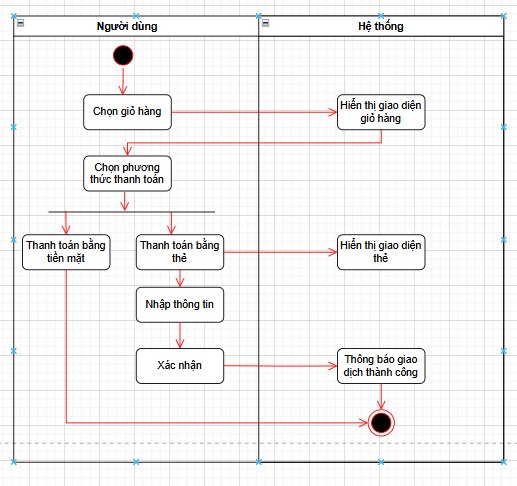 Người dùng
Hệ thống
Chọn giỏ hàng
Hiển thị giao diện
giỏ hàng
Chọn phương
thức thanh toán
Thanh toán bằng
tiền mặt
Thanh toán bằng
thẻ
Hiển thị giao diện
thẻ
Nhập thông tin
Xác nhận
Thông báo giao
dịch thành công